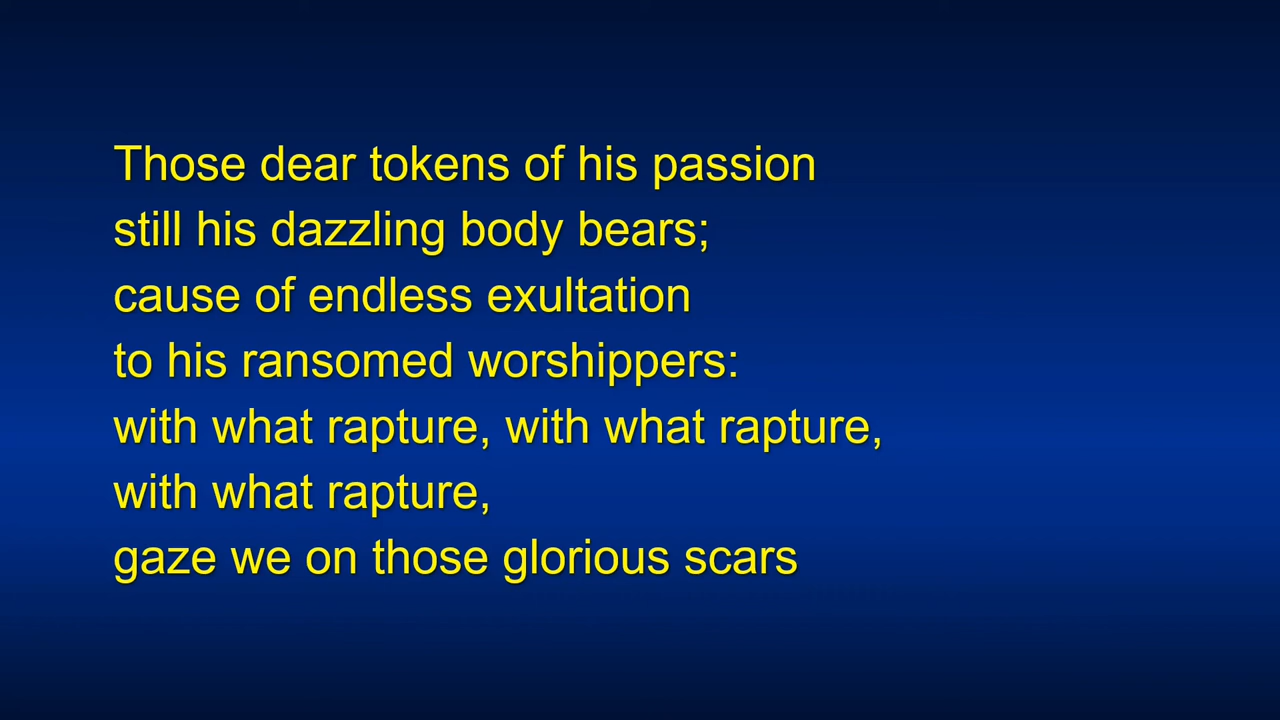 Those dear tokens of his passion
still his dazzling body bears;
cause of endless exultation
to his ransomed worshippers:
with what rapture, with what rapture,
with what rapture,
gaze we on those glorious scars